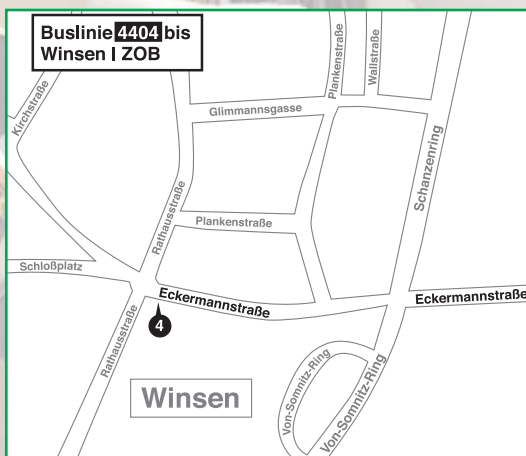 Buslinie 4404 bis
Winsen I ZOB
Kirchstraße
Glimmannsgasse
Plankenstraße
Wallstraße
Schanzenring
Rathausstraße
Plankenstraße
Schloßplatz
Eckermannstraße
Eckermannstraße
4
Rathausstraße
Winsen
Von-Somnitz-Ring
Von-Somnitz-Ring